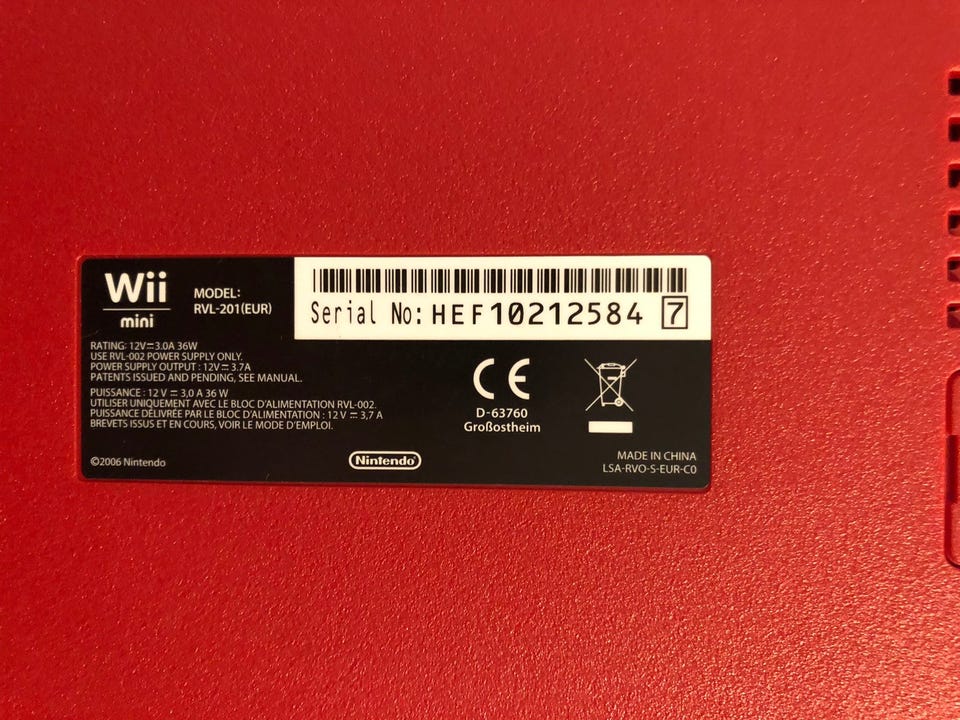 Wii
mini
MODEL:
RVL-201(EUR)
Serial No: HEF10212584 7
RATING: 12V⎓3.0A 36W
USE RVL-002 POWER SUPPLY ONLY.
POWER SUPPLY OUTPUT : 12V ⎓ 3.7A
PATENTS ISSUED AND PENDING, SEE MANUAL.
PUISSANCE : 12 V ⎓ 3,0 A 36 W
UTILISER UNIQUEMENT AVEC LE BLOC D'ALIMENTATION RVL-002.
PUISSANCE DÉLIVRÉE PAR LE BLOC D'ALIMENTATION : 12 V ⎓ 3,7 A
BREVETS ISSUS ET EN COURS, VOIR LE MODE D'EMPLOI.
CE
D-63760
Großostheim
©2006 Nintendo
Nintendo
MADE IN CHINA
LSA-RVO-S-EUR-C0